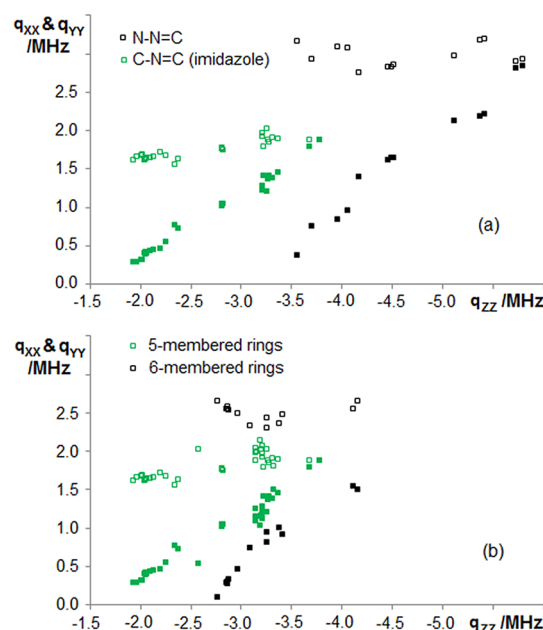 qXX & qYY
/MHz
N-N=C
C-N=C (imidazole)
2.5
2.0
1.5
1.0
0.5
0.0
(a)
-1.5 -2.0 -2.5 -3.0 -3.5 -4.0 -4.5 -5.0 qZZ /MHz
qXX & qYY
/MHz
5-membered rings
6-membered rings
2.5
2.0
1.5
1.0
0.5
0.0
(b)
-1.5 -2.0 -2.5 -3.0 -3.5 -4.0 -4.5 -5.0 qZZ /MHz